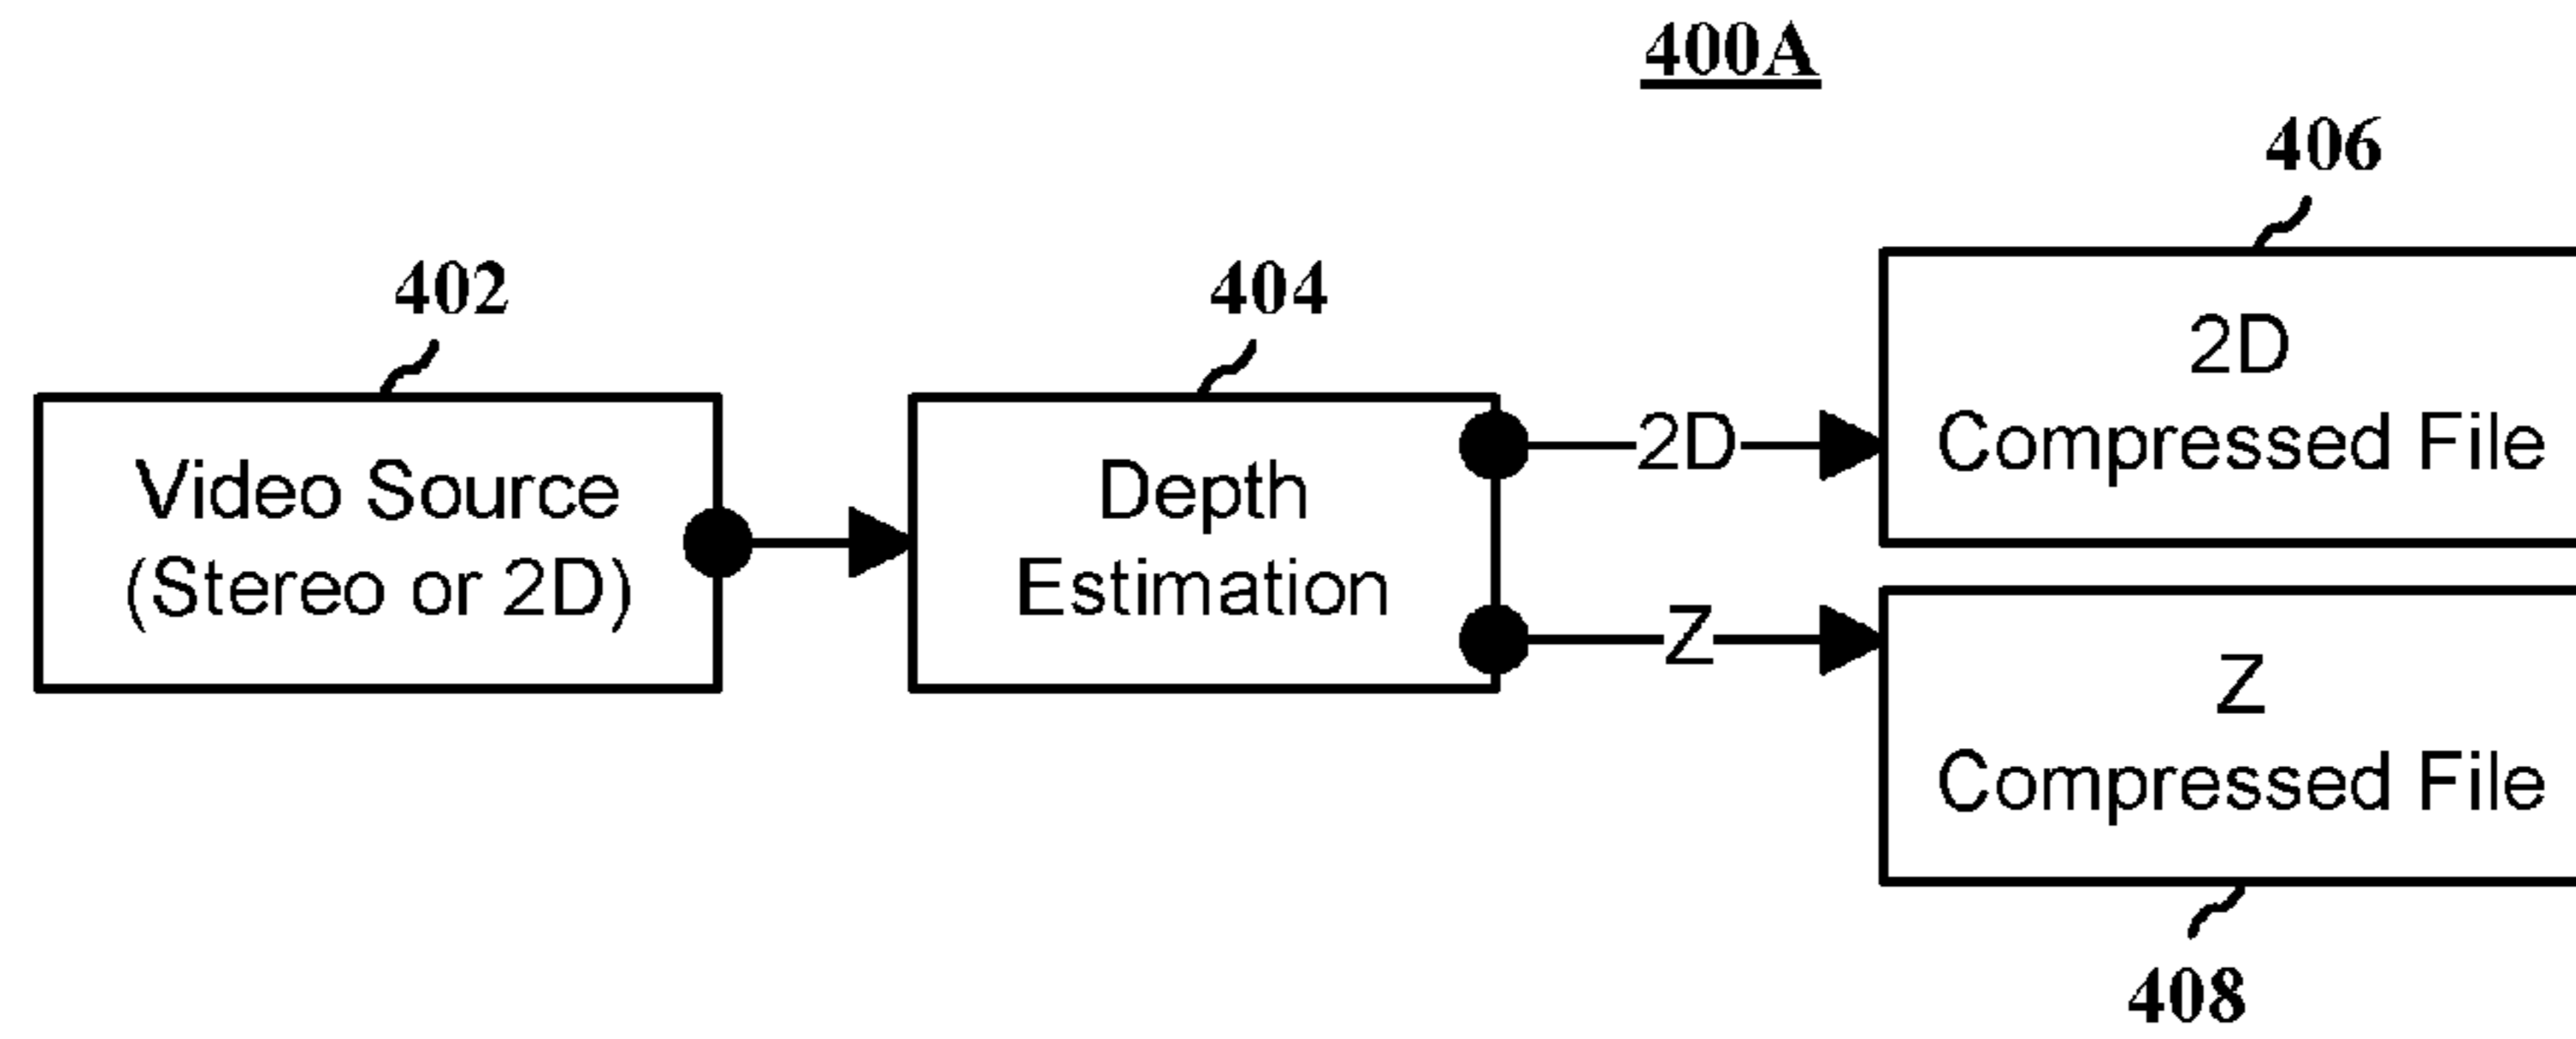 400A
406
402
404
2D
Compressed File
Video Source
(Stereo or 2D)
Depth
Estimation
2D
Z
Z
Compressed File
408